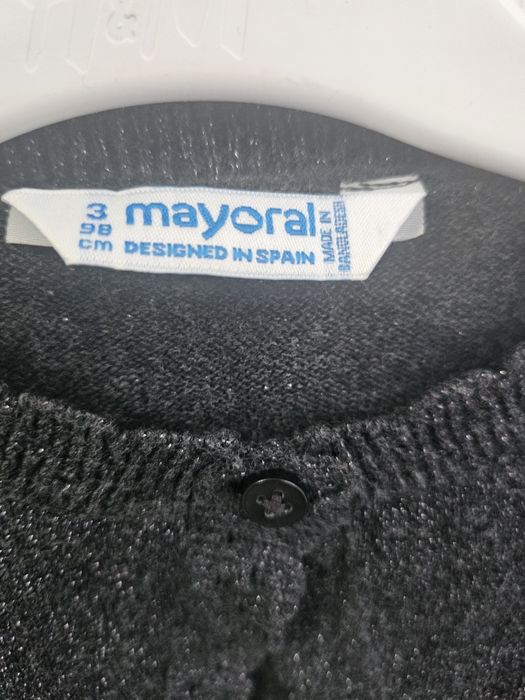 H&M
3
98
cm
mayoral
DESIGNED IN SPAIN
MADE IN
BANGLADESH